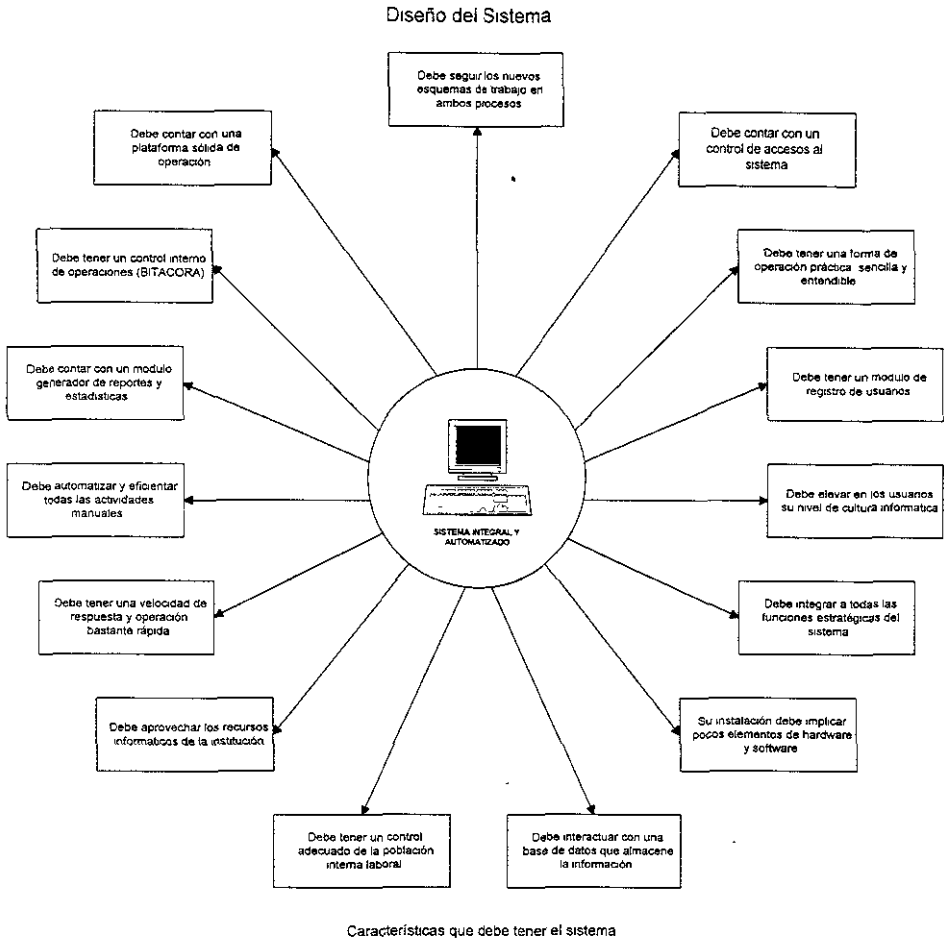 Diseño del Sistema
Debe seguir los nuevos
esquemas de trabajo en
ambos procesos
Debe contar con una
plataforma sólida de
operación
Debe contar con un
control de accesos al
sistema
Debe tener un control interno
de operaciones (BITACORA)
Debe tener una forma de
operación práctica sencilla y
entendible
Debe contar con un modulo
generador de reportes y
estadisticas
Debe tener un modulo de
registro de usuarios
Debe automatizar y eficientar
todas las actividades
manuales
SISTEMA INTEGRAL Y
AUTOMATIZADO
Debe elevar en los usuarios
su nivel de cultura informatica
Debe tener una velocidad de
respuesta y operación
bastante rápida
Debe integrar a todas las
funciones estratégicas del
sistema
Debe aprovechar los recursos
informaticos de la institución
Su instalación debe implicar
pocos elementos de hardware
y software
Debe tener un control
adecuado de la población
interna laboral
Debe interactuar con una
base de datos que almacene
la información
Características que debe tener el sistema